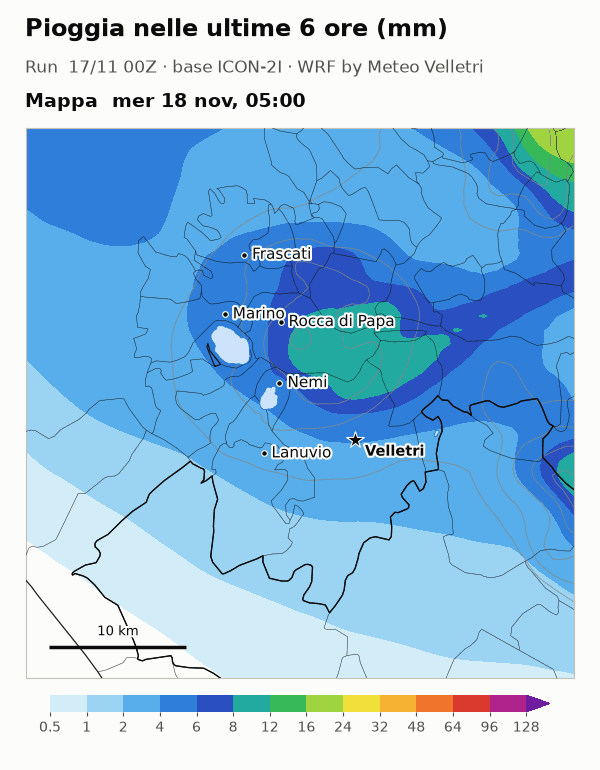 Pioggia nelle ultime 6 ore (mm)
Run 17/11 00Z · base ICON-2I · WRF by Meteo Velletri
Mappa mer 18 nov, 05:00
Frascati
Marino
Rocca di Papa
Nemi
Velletri
Lanuvio
10 km
0.5 1 2 4 6 8 12 16 24 32 48 64 96 128